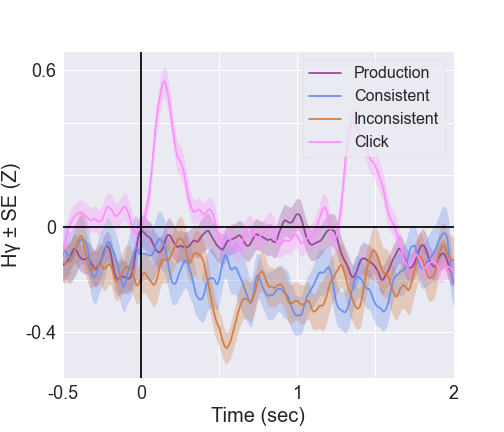 Production
Consistent
Inconsistent
Click
0.6
0
-0.4
Hγ ± SE (Z)
-0.5
0
1
2
Time (sec)